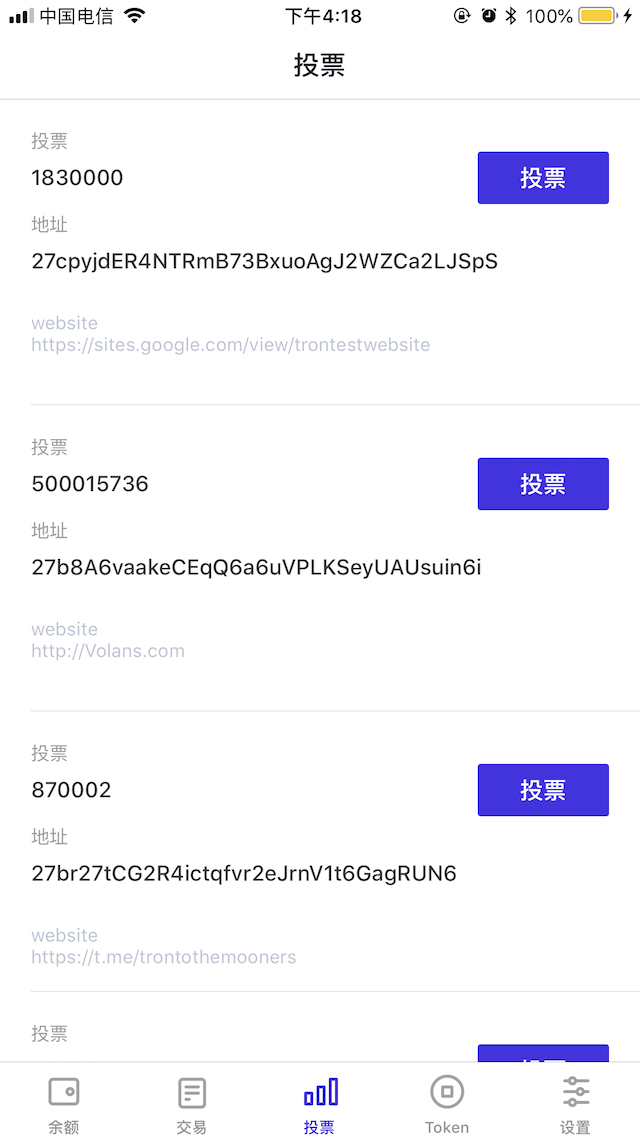 中国电信 下午4:18 100%
投票
投票
1830000
投票
地址
27cpyjdER4NTRmB73BxuoAgJ2WZCa2LJSpS
website
https://sites.google.com/view/trontestwebsite
投票
500015736
投票
地址
27b8A6vaakeCEqQ6a6uVPLKSeyUAUsuin6i
website
http://Volans.com
投票
870002
投票
地址
27br27tCG2R4ictqfvr2eJrnV1t6GagRUN6
website
https://t.me/trontothemooners
投票
余额 交易 投票 Token 设置